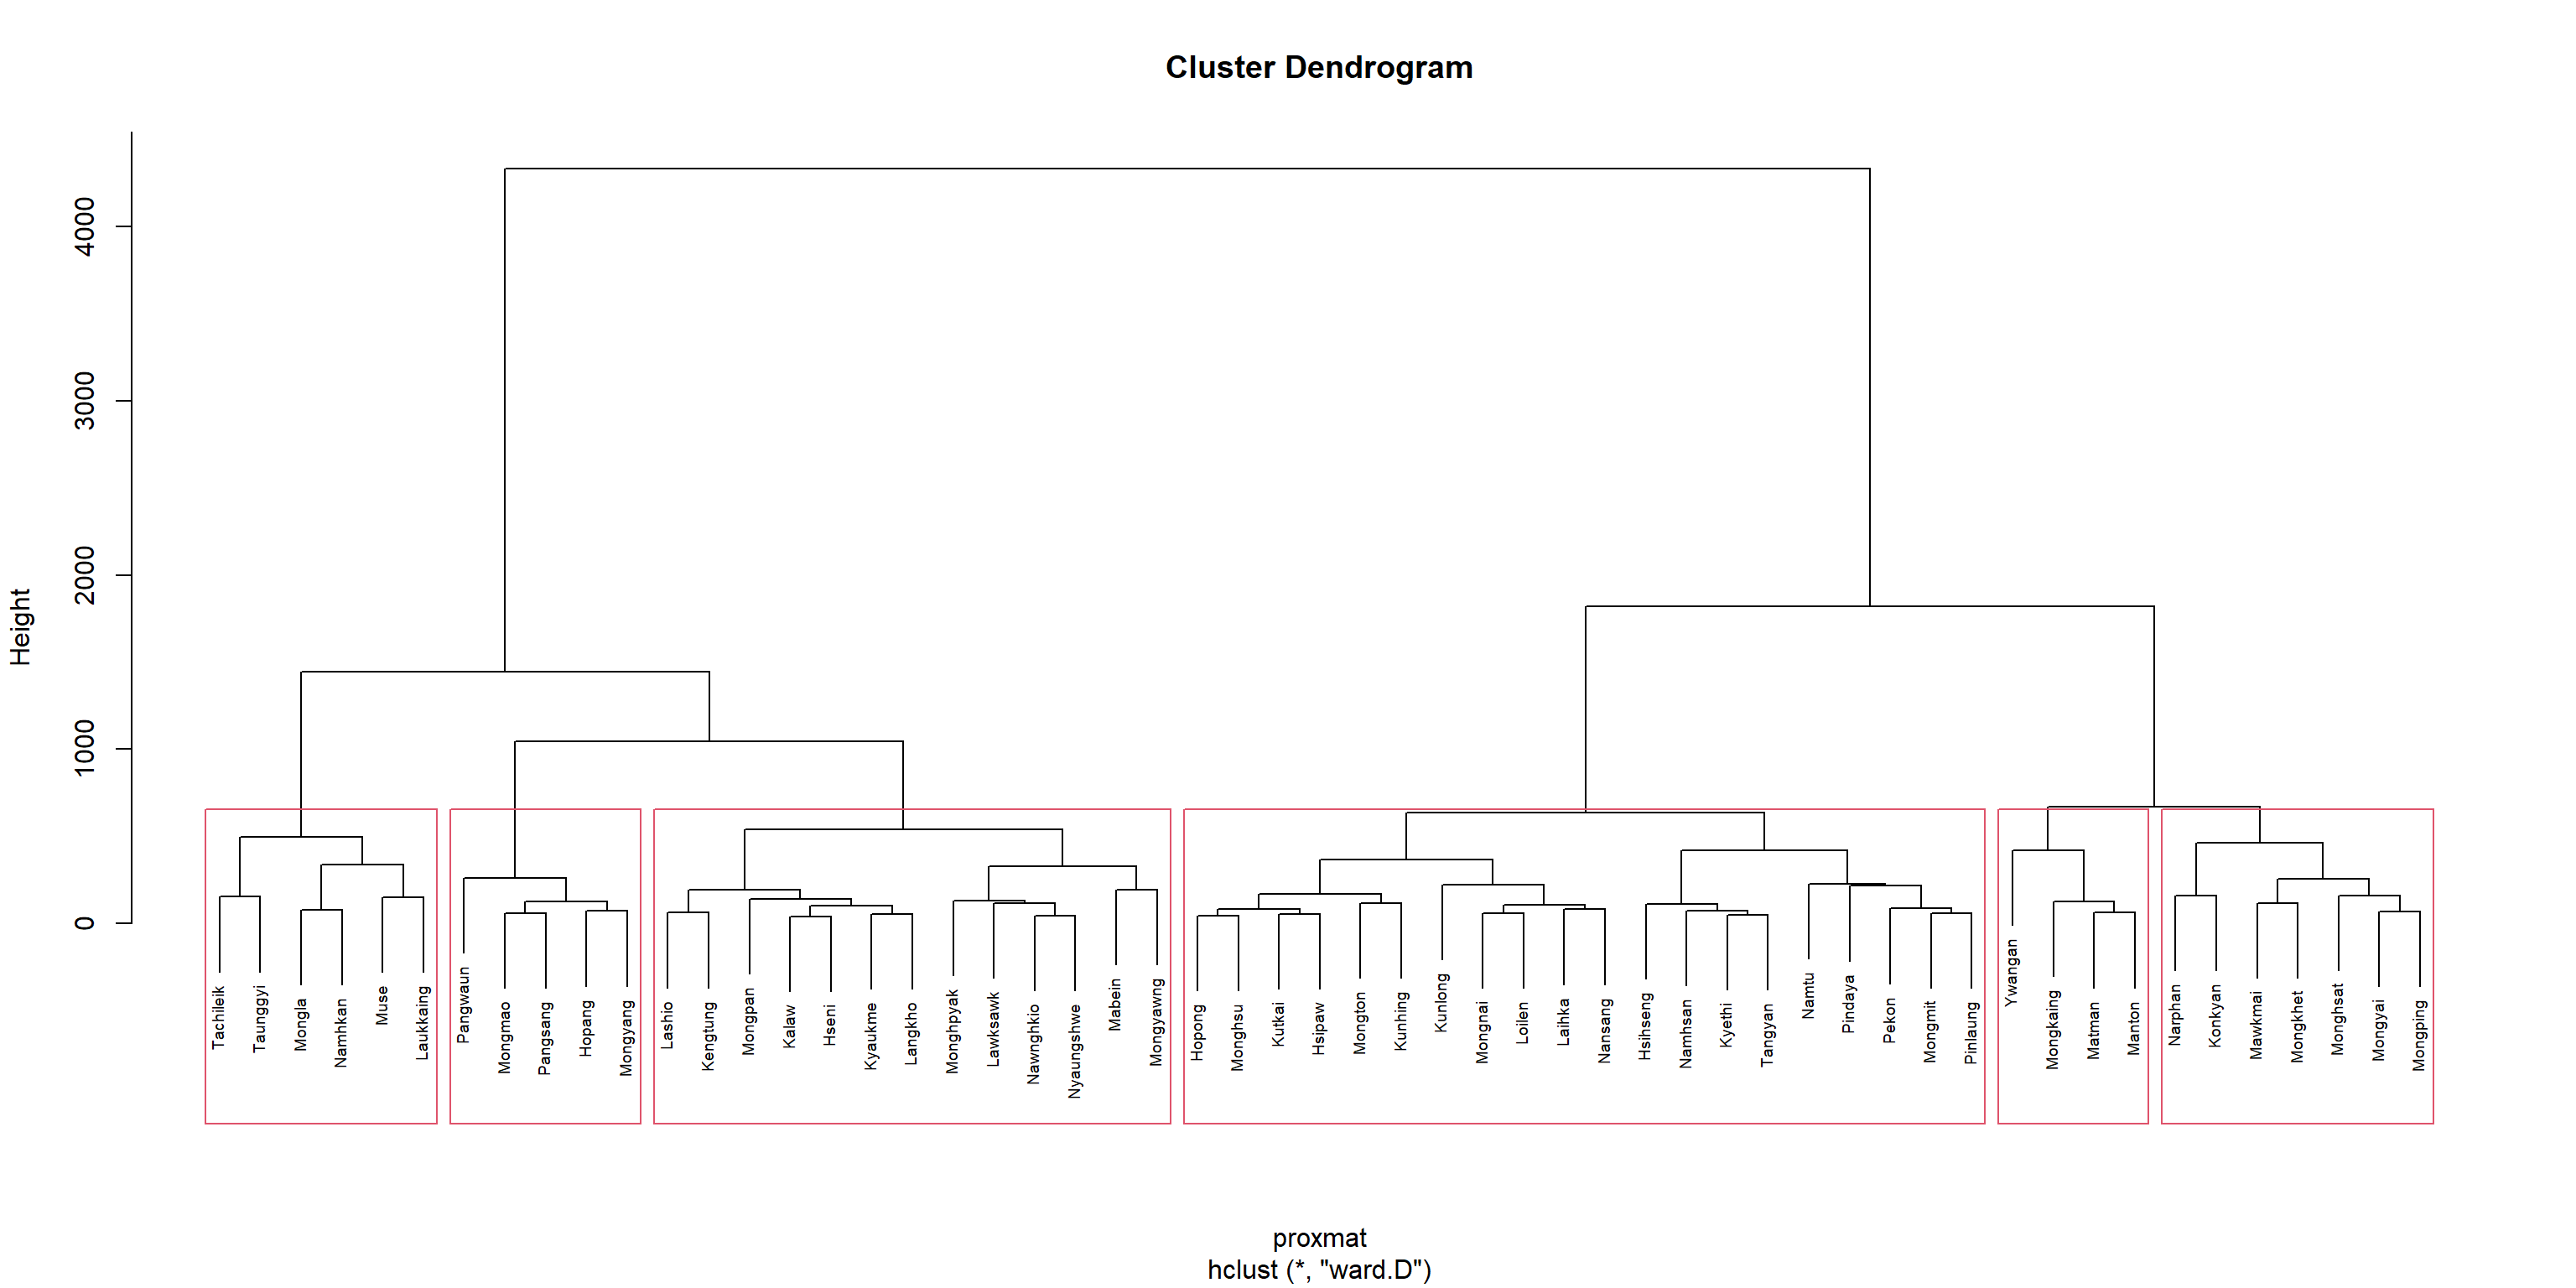 Cluster Dendrogram
Height
4000
3000
2000
1000
0
Tachileik
Taunggyi
Mongla
Namhkan
Muse
Laukkaing
Pangwaun
Mongmao
Pangsang
Hopang
Mongyang
Lashio
Kengtung
Mongpan
Kalaw
Hseni
Kyaukme
Langkho
Monghpyak
Lawksawk
Nawnghkio
Nyaungshwe
Mabein
Mongyawng
Hopong
Monghsu
Kutkai
Hsipaw
Mongton
Kunhing
Kunlong
Mongnai
Loilen
Laihka
Nansang
Hsihseng
Namhsan
Kyethi
Tangyan
Namtu
Pindaya
Pekon
Mongmit
Pinlaung
Ywangan
Mongkaing
Matman
Manton
Narphan
Konkyan
Mawkmai
Mongkhet
Monghsat
Mongyai
Mongping
proxmat
hclust (*, "ward.D")